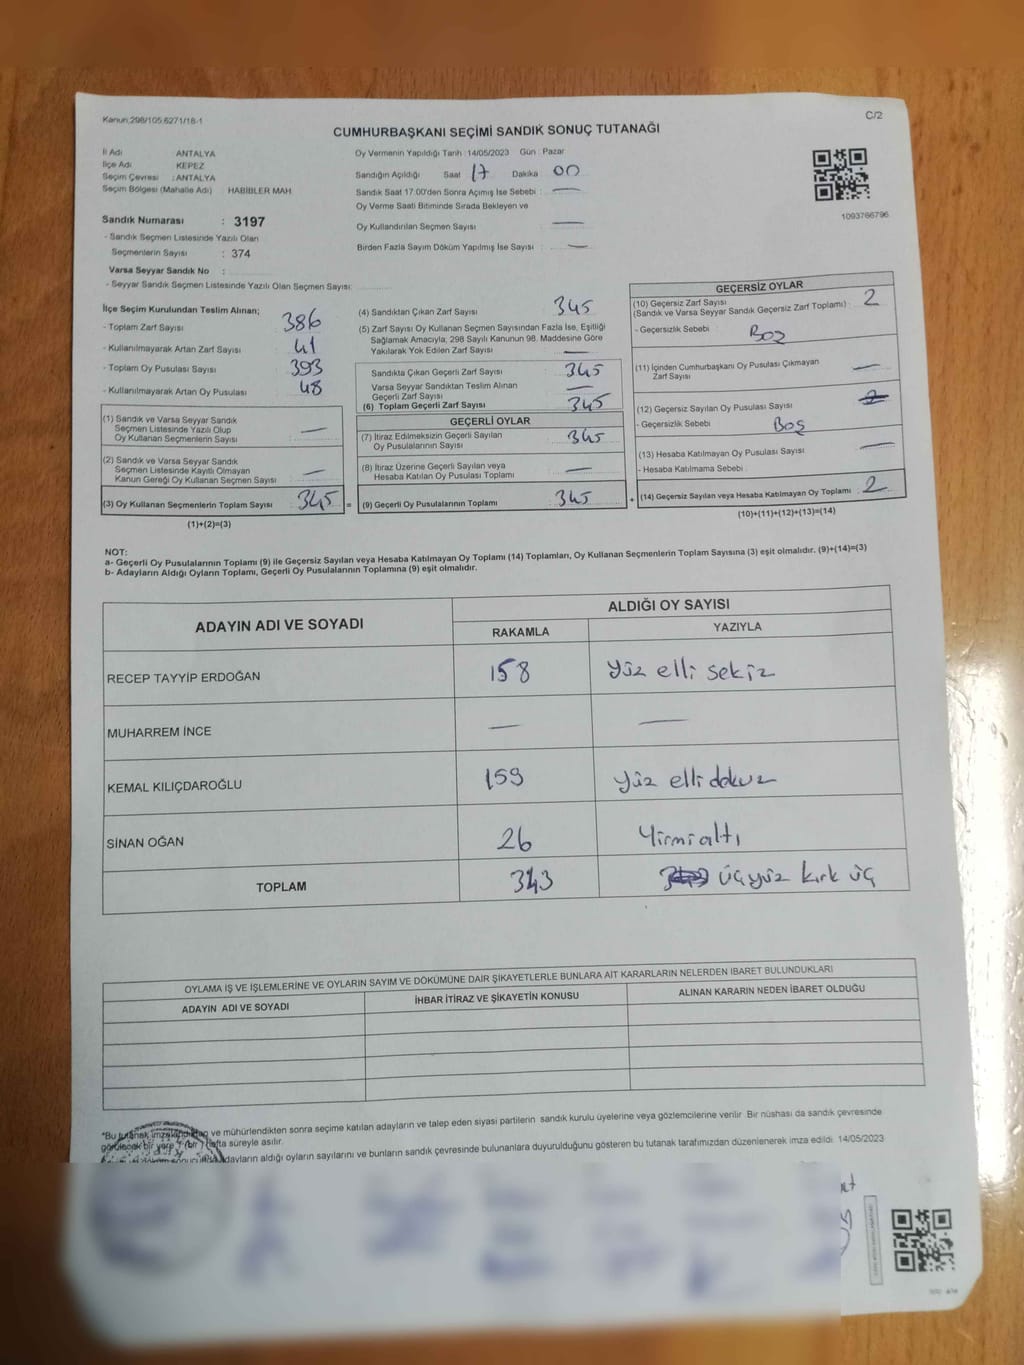 Kanun:298/105.6271/18-1
C/2
CUMHURBAŞKANI SEÇİMİ SANDIK SONUÇ TUTANAĞI
İl Adı ANTALYA
İlçe Adı KEPEZ
Seçim Çevresi : ANTALYA
Seçim Bölgesi (Mahalle Adı) HABİBLER MAH
Sandık Numarası : 3197
- Sandık Seçmen Listesinde Yazılı Olan
Seçmenlerin Sayısı : 374
Varsa Seyyar Sandık No :
- Seyyar Sandık Seçmen Listesinde Yazılı Olan Seçmen Sayısı:
Oy Vermenin Yapıldığı Tarih :14/05/2023 Gün : Pazar
Sandığın Açıldığı Saat 17 Dakika 00
Sandık Saat 17.00'den Sonra Açımış İse Sebebi : —
Oy Verme Saati Bitiminde Sırada Bekleyen ve
Oy Kullandırılan Seçmen Sayısı —
Birden Fazla Sayım Döküm Yapılmış İse Sayısı : —
1093766796
İlçe Seçim Kurulundan Teslim Alınan;
- Toplam Zarf Sayısı 386
- Kullanılmayarak Artan Zarf Sayısı 41
- Toplam Oy Pusulası Sayısı 393
- Kullanılmayarak Artan Oy Pusulası 48
(1) Sandık ve Varsa Seyyar Sandık
Seçmen Listesinde Yazılı Olup
Oy Kullanan Seçmenlerin Sayısı —
(2) Sandık ve Varsa Seyyar Sandık
Seçmen Listesinde Kayıtlı Olmayan
Kanun Gereği Oy Kullanan Seçmen Sayısı —
(3) Oy Kullanan Seçmenlerin Toplam Sayısı 345
(1)+(2)=(3)
(4) Sandıktan Çıkan Zarf Sayısı 345
(5) Zarf Sayısı Oy Kullanan Seçmen Sayısından Fazla İse, Eşitliği
Sağlamak Amacıyla, 298 Sayılı Kanunun 98. Maddesine Göre
Yakılarak Yok Edilen Zarf Sayısı —
Sandıkta Çıkan Geçerli Zarf Sayısı 345
Varsa Seyyar Sandıktan Teslim Alınan
Geçerli Zarf Sayısı —
(6) Toplam Geçerli Zarf Sayısı 345
GEÇERLİ OYLAR
(7) İtiraz Edilmeksizin Geçerli Sayılan
Oy Pusulalarının Sayısı 345
(8) İtiraz Üzerine Geçerli Sayılan veya
Hesaba Katılan Oy Pusulası Toplamı —
= (9) Geçerli Oy Pusulalarının Toplamı 345
GEÇERSİZ OYLAR
(10) Geçersiz Zarf Sayısı
(Sandık ve Varsa Seyyar Sandık Geçersiz Zarf Toplamı) : 2
- Geçersizlik Sebebi Boş
(11) İçinden Cumhurbaşkanı Oy Pusulası Çıkmayan
Zarf Sayısı —
(12) Geçersiz Sayılan Oy Pusulası Sayısı
- Geçersizlik Sebebi Boş
(13) Hesaba Katılmayan Oy Pusulası Sayısı —
- Hesaba Katılmama Sebebi
+ (14) Geçersiz Sayılan veya Hesaba Katılmayan Oy Toplamı 2
(10)+(11)+(12)+(13)=(14)
NOT:
a- Geçerli Oy Pusulalarının Toplamı (9) ile Geçersiz Sayılan veya Hesaba Katılmayan Oy Toplamı (14) Toplamları, Oy Kullanan Seçmenlerin Toplam Sayısına (3) eşit olmalıdır. (9)+(14)=(3)
b- Adayların Aldığı Oyların Toplamı, Geçerli Oy Pusulalarının Toplamına (9) eşit olmalıdır.
ADAYIN ADI VE SOYADI ALDIĞI OY SAYISI
RAKAMLA YAZIYLA
RECEP TAYYİP ERDOĞAN 158 yüz elli sekiz
MUHARREM İNCE — —
KEMAL KILIÇDAROĞLU 159 yüz elli dokuz
SİNAN OĞAN 26 Yirmi altı
TOPLAM 343 üçyüz kırk üç
OYLAMA İŞ VE İŞLEMLERİNE VE OYLARIN SAYIM VE DÖKÜMÜNE DAİR ŞİKAYETLERLE BUNLARA AİT KARARLARIN NELERDEN İBARET BULUNDUKLARI
ADAYIN ADI VE SOYADI İHBAR İTİRAZ VE ŞİKAYETİN KONUSU ALINAN KARARIN NEDEN İBARET OLDUĞU
*Bu tutanak ve mühürlendikten sonra seçime katılan adayların ve talep eden siyasi partilerin sandık kurulu üyelerine veya gözlemcilerine verilir. Bir nüshası da sandık çevresinde
görülecek bir yere hafta süreyle asılır.
adayların aldığı oyların sayılarını ve bunların sandık çevresinde bulunanlara duyurulduğunu gösteren bu tutanak tarafımızdan düzenlenerek imza edildi. 14/05/2023